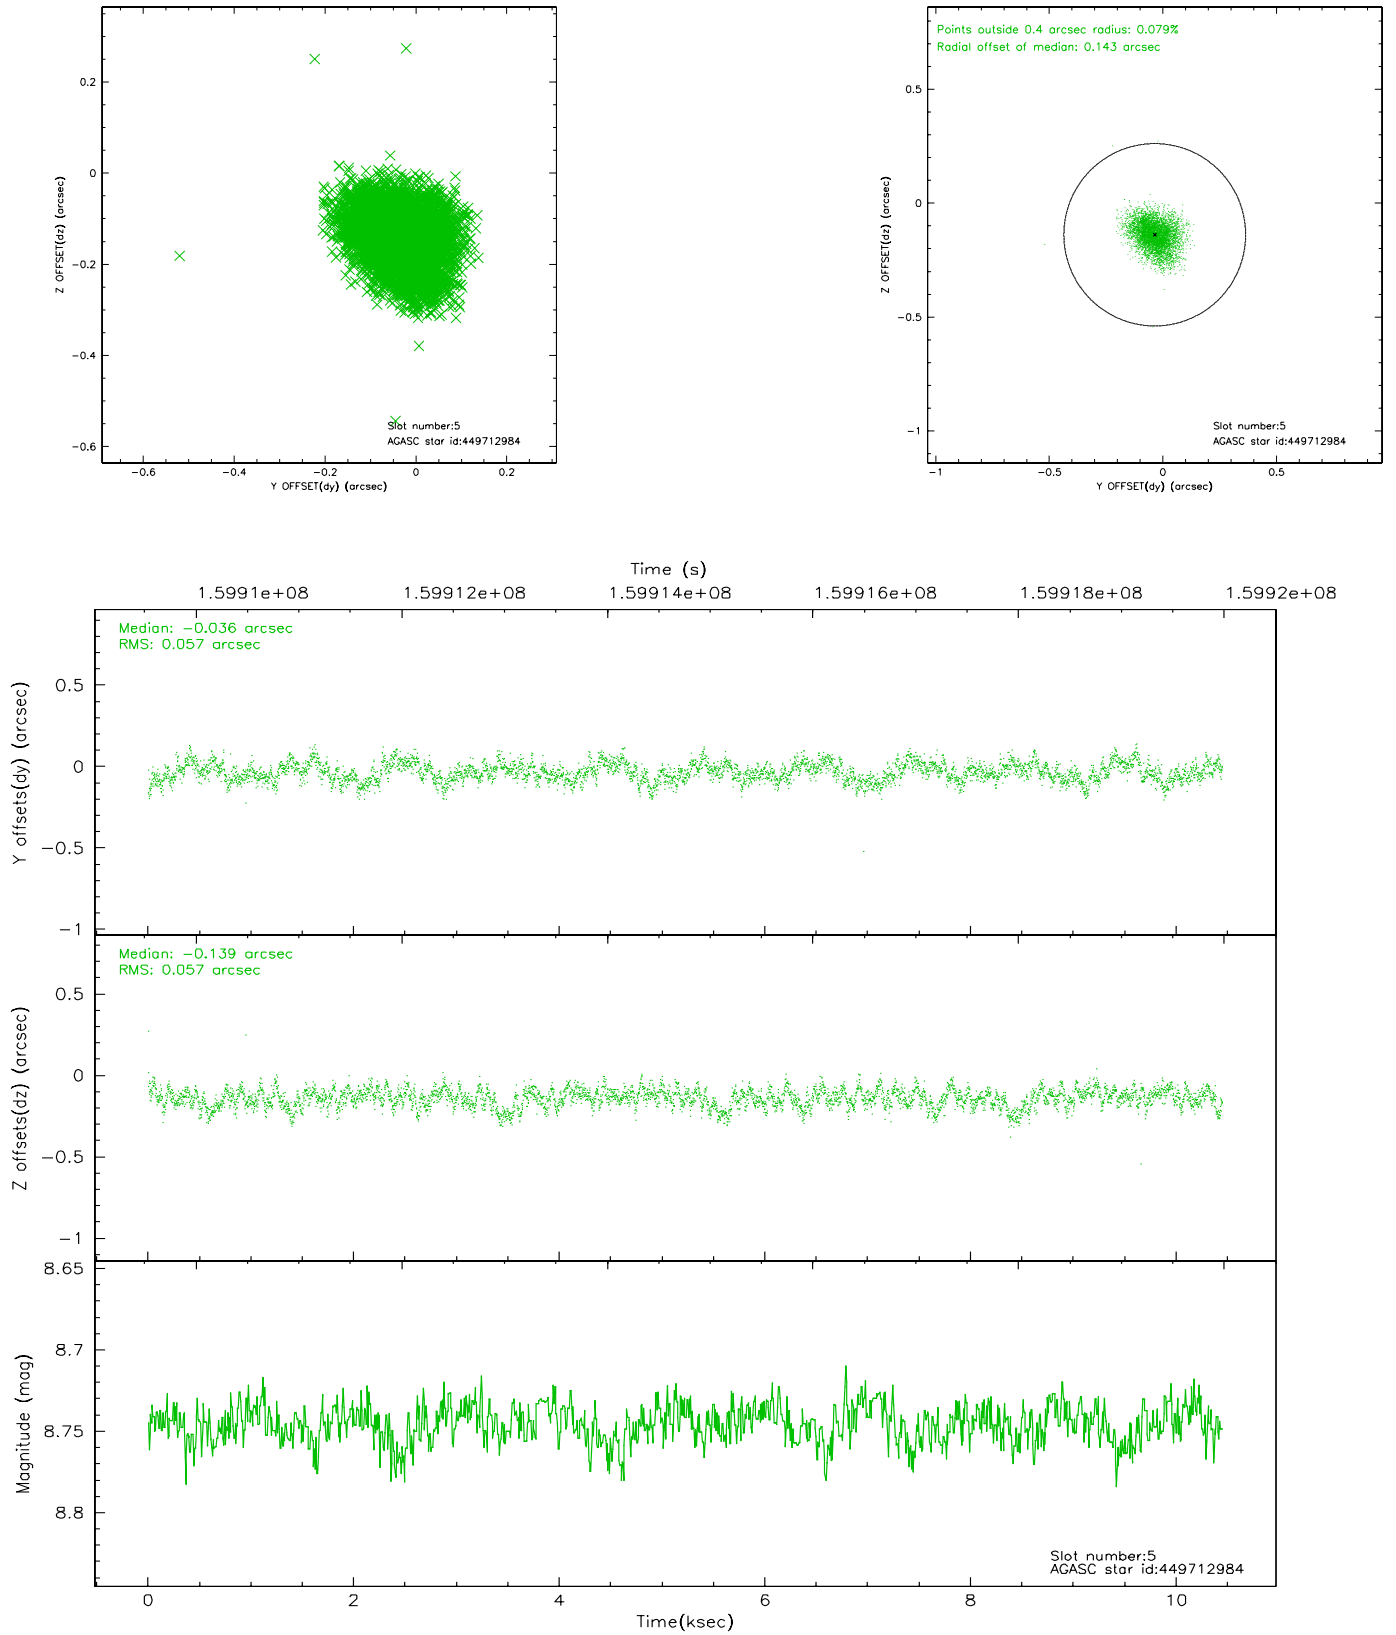 0.2
0
−0.2
−0.4
−0.6
Z OFFSET(dz) (arcsec)
−0.6
−0.4
−0.2
0
0.2
Y OFFSET(dy) (arcsec)
Slot number:5
AGASC star id:449712984
Points outside 0.4 arcsec radius: 0.079%
Radial offset of median: 0.143 arcsec
0.5
0
−0.5
−1
Z OFFSET(dz) (arcsec)
−1
−0.5
0
0.5
Y OFFSET(dy) (arcsec)
Slot number:5
AGASC star id:449712984
Time (s)
1.5991e+08
1.59912e+08
1.59914e+08
1.59916e+08
1.59918e+08
1.5992e+08
Median: −0.036 arcsec
RMS: 0.057 arcsec
0.5
0
−0.5
−1
Y offsets(dy) (arcsec)
Median: −0.139 arcsec
RMS: 0.057 arcsec
0.5
0
−0.5
−1
Z offsets(dz) (arcsec)
8.65
8.7
8.75
8.8
Magnitude (mag)
Slot number:5
AGASC star id:449712984
0
2
4
6
8
10
Time(ksec)